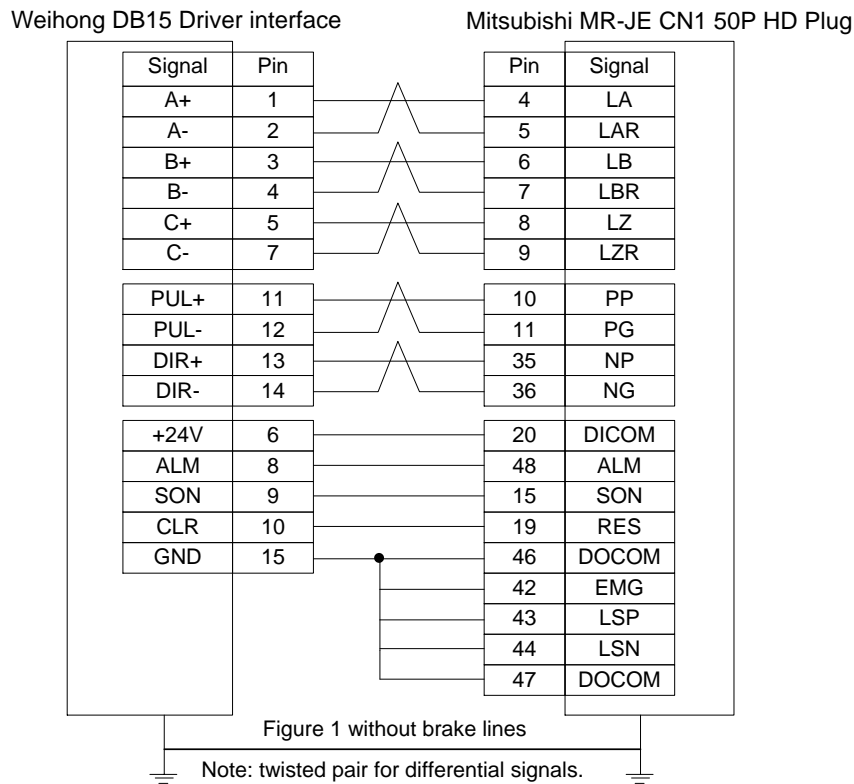 Weihong DB15 Driver interface Mitsubishi MR-JE CN1 50P HD Plug
Signal Pin Pin Signal
A+ 1 4 LA
A- 2 5 LAR
B+ 3 6 LB
B- 4 7 LBR
C+ 5 8 LZ
C- 7 9 LZR
PUL+ 11 10 PP
PUL- 12 11 PG
DIR+ 13 35 NP
DIR- 14 36 NG
+24V 6 20 DICOM
ALM 8 48 ALM
SON 9 15 SON
CLR 10 19 RES
GND 15 46 DOCOM
42 EMG
43 LSP
44 LSN
47 DOCOM
Figure 1 without brake lines
Note: twisted pair for differential signals.